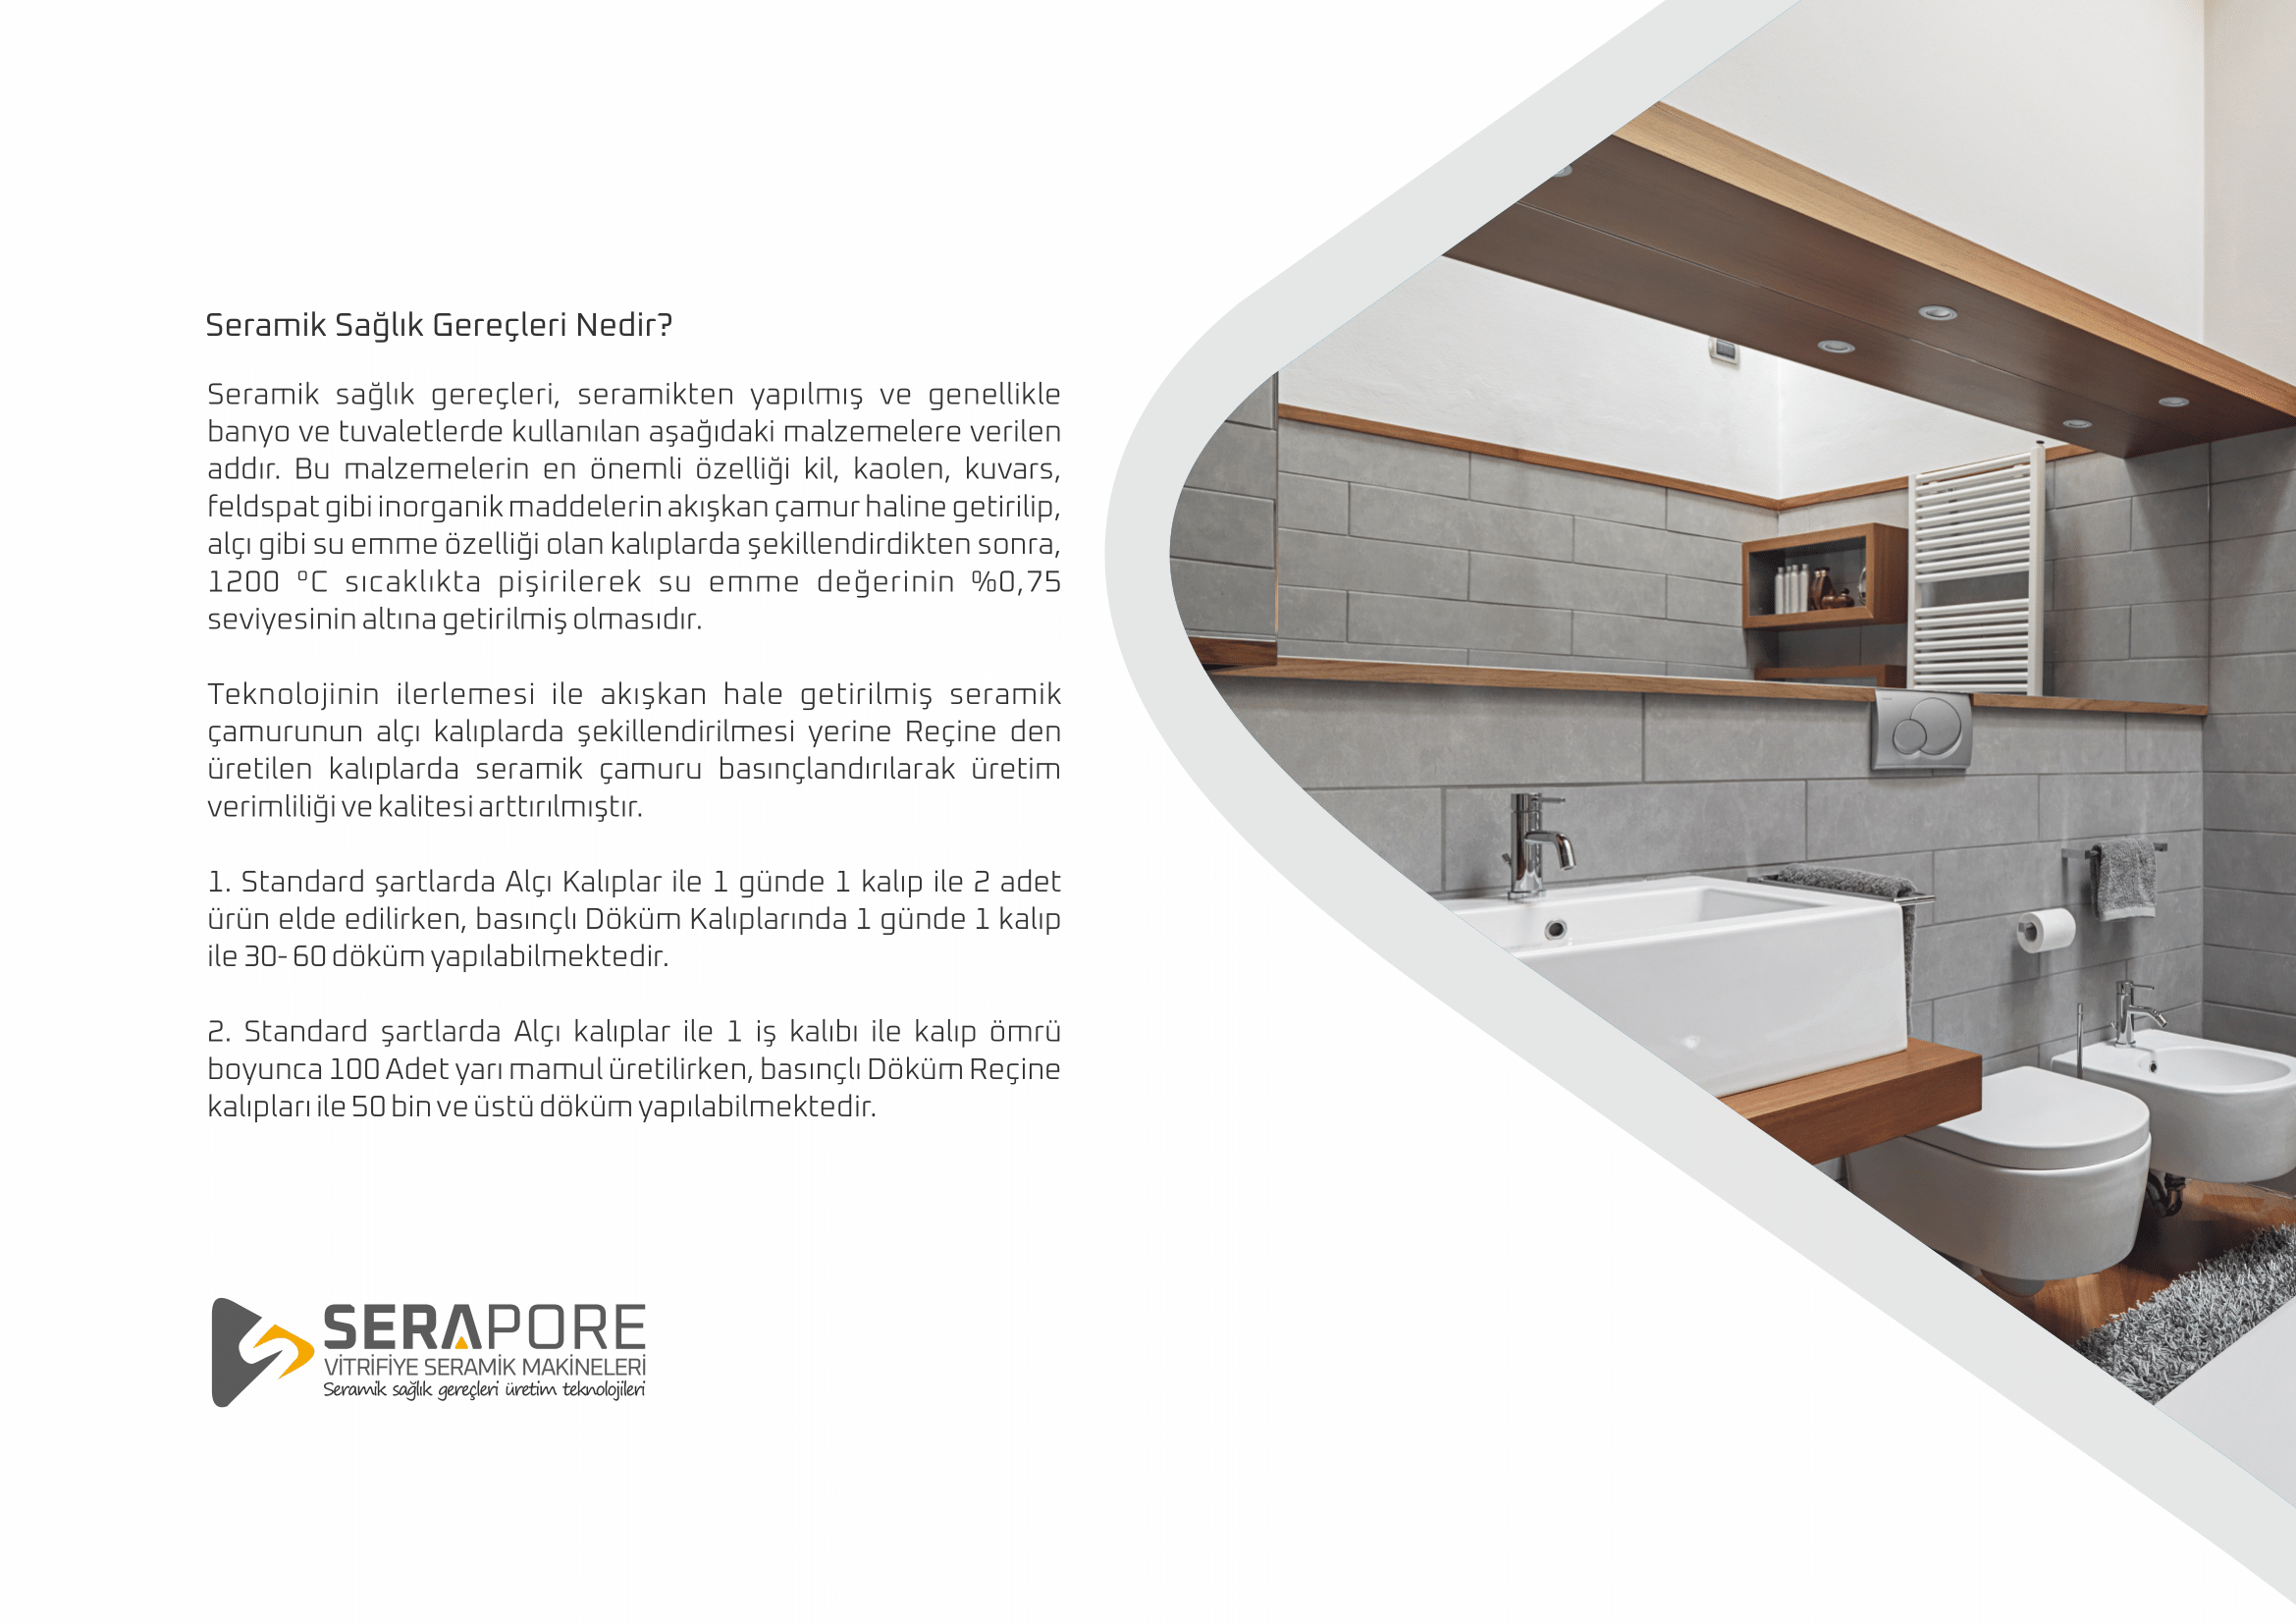 Seramik Sağlık Gereçleri Nedir?
Seramik sağlık gereçleri, seramikten yapılmış ve genellikle
banyo ve tuvaletlerde kullanılan aşağıdaki malzemelere verilen
addır. Bu malzemelerin en önemli özelliği kil, kaolen, kuvars,
feldspat gibi inorganik maddelerin akışkan çamur haline getirilip,
alçı gibi su emme özelliği olan kalıplarda şekillendirdikten sonra,
1200 ºC sıcaklıkta pişirilerek su emme değerinin %0,75
seviyesinin altına getirilmiş olmasıdır.
Teknolojinin ilerlemesi ile akışkan hale getirilmiş seramik
çamurunun alçı kalıplarda şekillendirilmesi yerine Reçine den
üretilen kalıplarda seramik çamuru basınçlandırılarak üretim
verimliliği ve kalitesi arttırılmıştır.
1. Standard şartlarda Alçı Kalıplar ile 1 günde 1 kalıp ile 2 adet
ürün elde edilirken, basınçlı Döküm Kalıplarında 1 günde 1 kalıp
ile 30- 60 döküm yapılabilmektedir.
2. Standard şartlarda Alçı kalıplar ile 1 iş kalıbı ile kalıp ömrü
boyunca 100 Adet yarı mamul üretilirken, basınçlı Döküm Reçine
kalıpları ile 50 bin ve üstü döküm yapılabilmektedir.
SERAPORE
VİTRİFİYE SERAMİK MAKİNELERİ
Seramik sağlık gereçleri üretim teknolojileri